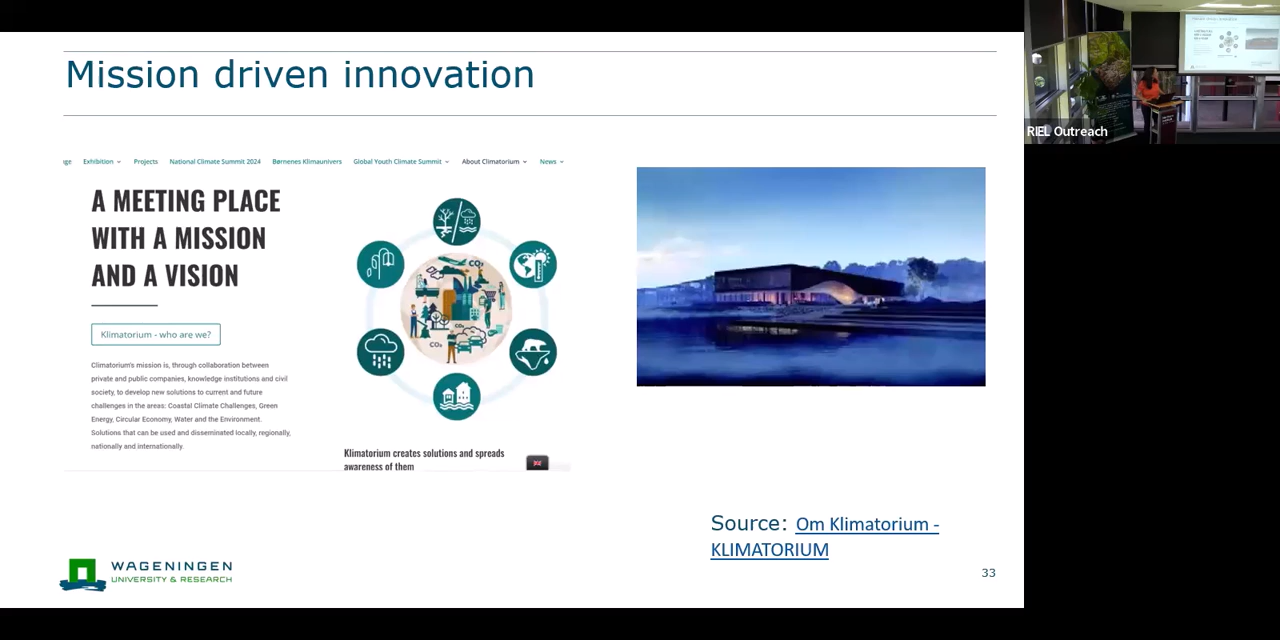 Mission driven innovation
ge Exhibition Projects National Climate Summit 2024 Børnenes Klimaunivers Global Youth Climate Summit About Climatorium News
A MEETING PLACE
WITH A MISSION
AND A VISION
Klimatorium - who are we?
Climatorium's mission is, through collaboration between
private and public companies, knowledge institutions and civil
society, to develop new solutions to current and future
challenges in the areas: Coastal Climate Challenges, Green
Energy, Circular Economy, Water and the Environment.
Solutions that can be used and disseminated locally, regionally,
nationally and internationally.
CO₂
CO₂
CO₂
Klimatorium creates solutions and spreads
awareness of them
Source: Om Klimatorium -
KLIMATORIUM
WAGENINGEN
UNIVERSITY & RESEARCH
33
RIEL Outreach